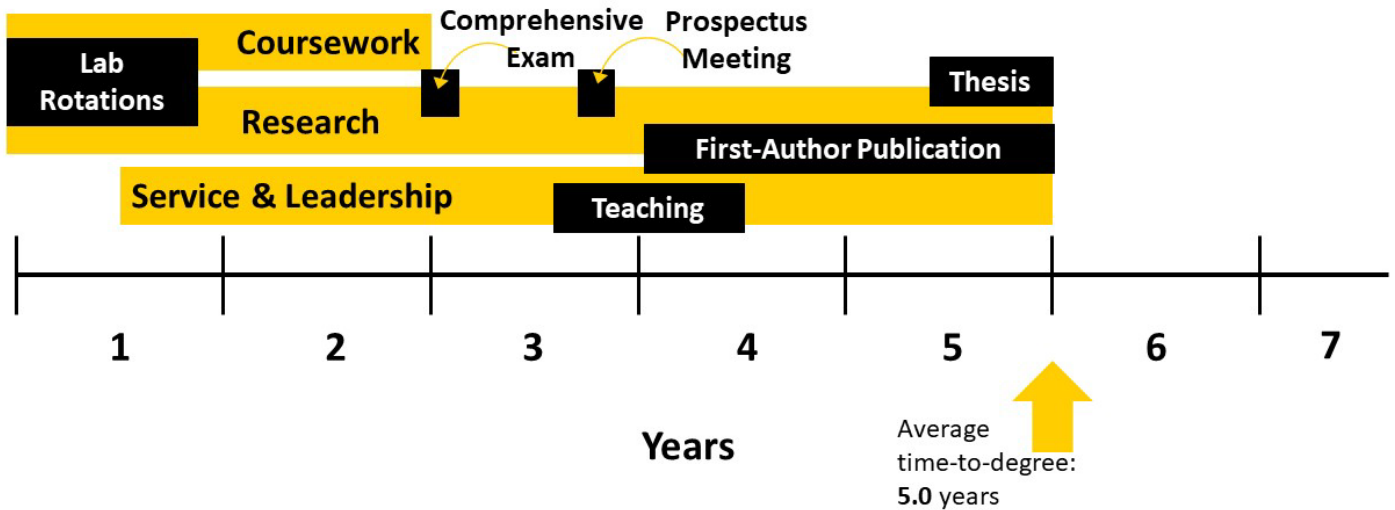 Coursework
Comprehensive
Exam
Prospectus
Meeting
Lab
Rotations
Thesis
Research
First-Author Publication
Service & Leadership
Teaching
1 2 3 4 5 6 7
Years
Average
time-to-degree:
5.0 years